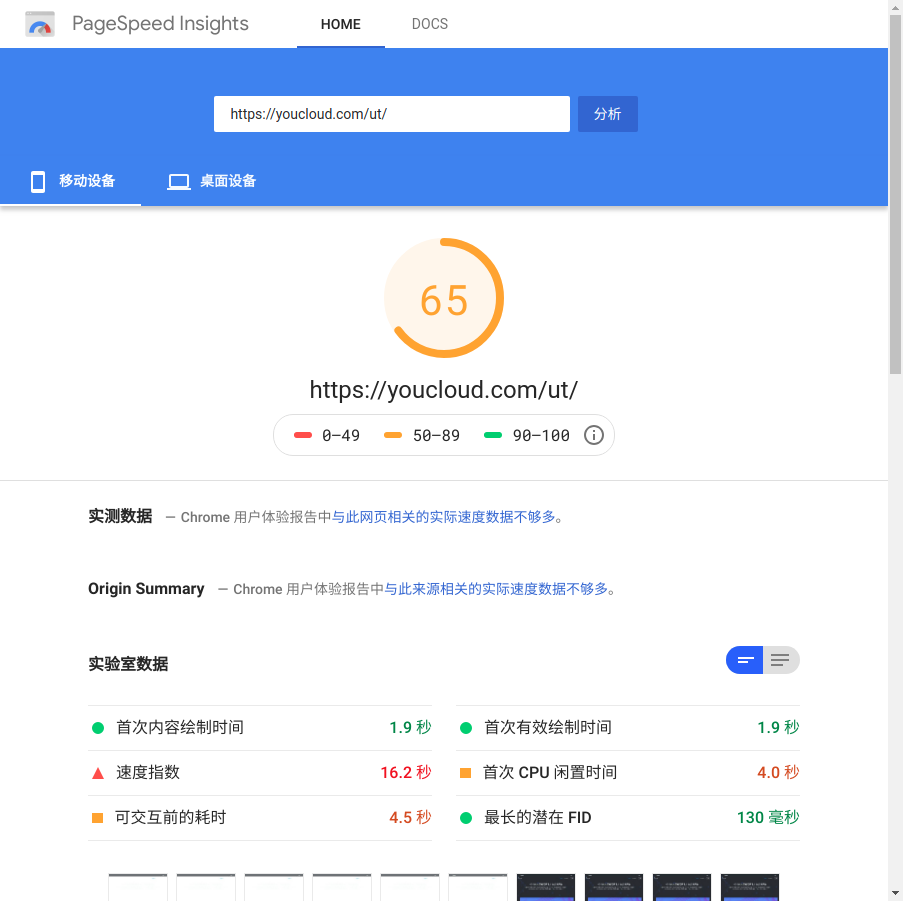 PageSpeed Insights
HOME
DOCS
https://youcloud.com/ut/
分析
移动设备
桌面设备
65
https://youcloud.com/ut/
0–49
50–89
90–100
实测数据 — Chrome 用户体验报告中与此网页相关的实际速度数据不够多。
Origin Summary — Chrome 用户体验报告中与此来源相关的实际速度数据不够多。
实验室数据
首次内容绘制时间 1.9 秒
首次有效绘制时间 1.9 秒
速度指数 16.2 秒
首次 CPU 闲置时间 4.0 秒
可交互前的耗时 4.5 秒
最长的潜在 FID 130 毫秒